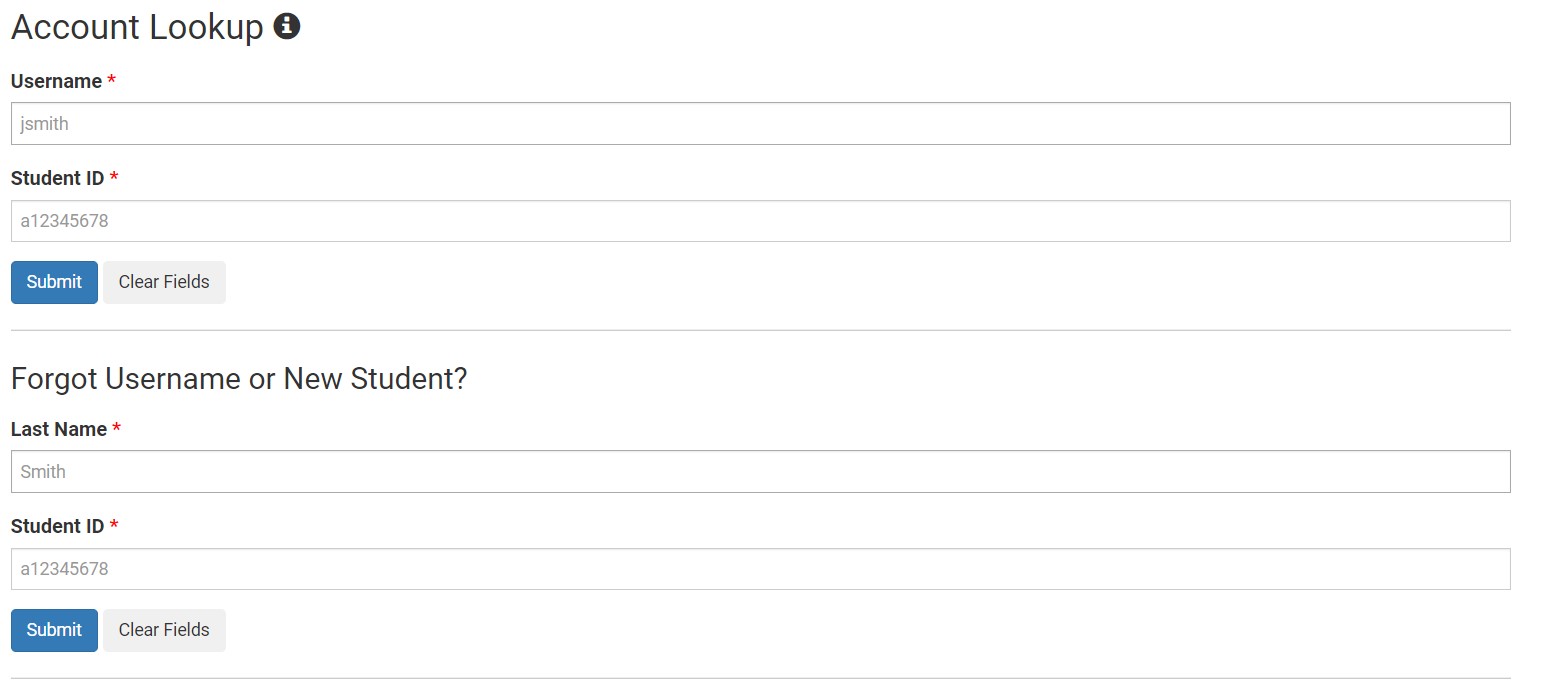 Account Lookup
Username *
jsmith
Student ID *
a12345678
Submit Clear Fields
Forgot Username or New Student?
Last Name *
Smith
Student ID *
a12345678
Submit Clear Fields